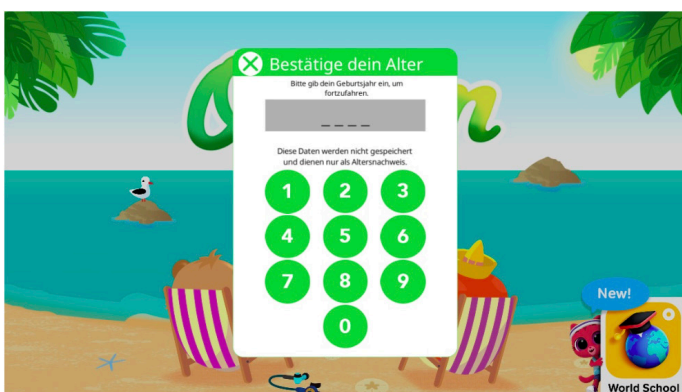 Bestätige dein Alter
Bitte gib dein Geburtsjahr ein, um
fortzufahren.
_ _ _ _
Diese Daten werden nicht gespeichert
und dienen nur als Altersnachweis.
1 2 3
4 5 6
7 8 9
0
New!
World School